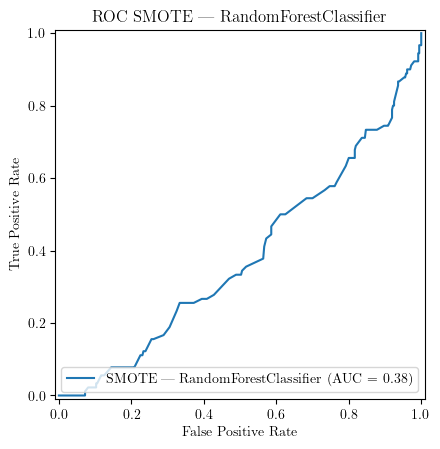 ROC SMOTE — RandomForestClassifier
True Positive Rate
1.0
0.8
0.6
0.4
0.2
0.0
SMOTE — RandomForestClassifier (AUC = 0.38)
0.0 0.2 0.4 0.6 0.8 1.0
False Positive Rate